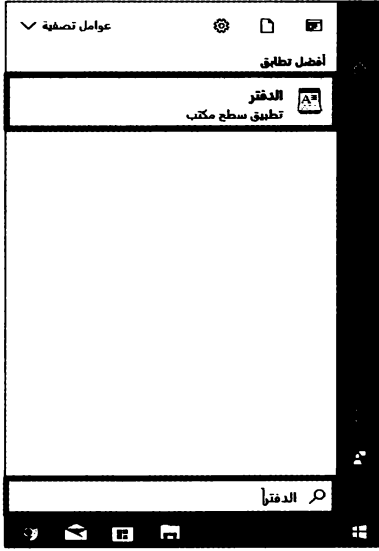 عوامل تصفية
أفضل تطابق
الدفتر
تطبيق سطح مكتب
الدفتر